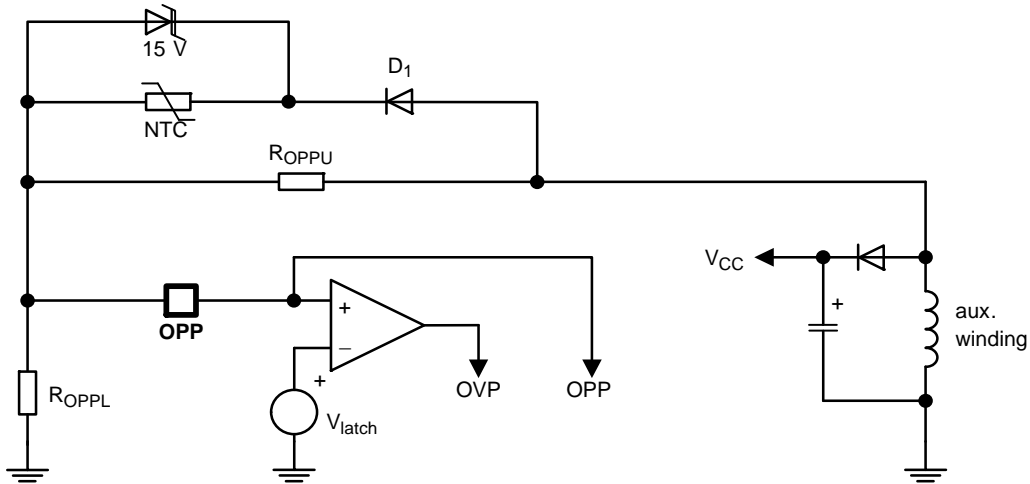 15 V
D1
NTC
ROPPU
VCC
+
aux.
winding
OPP
+
−
+
Vlatch
OVP
OPP
ROPPL